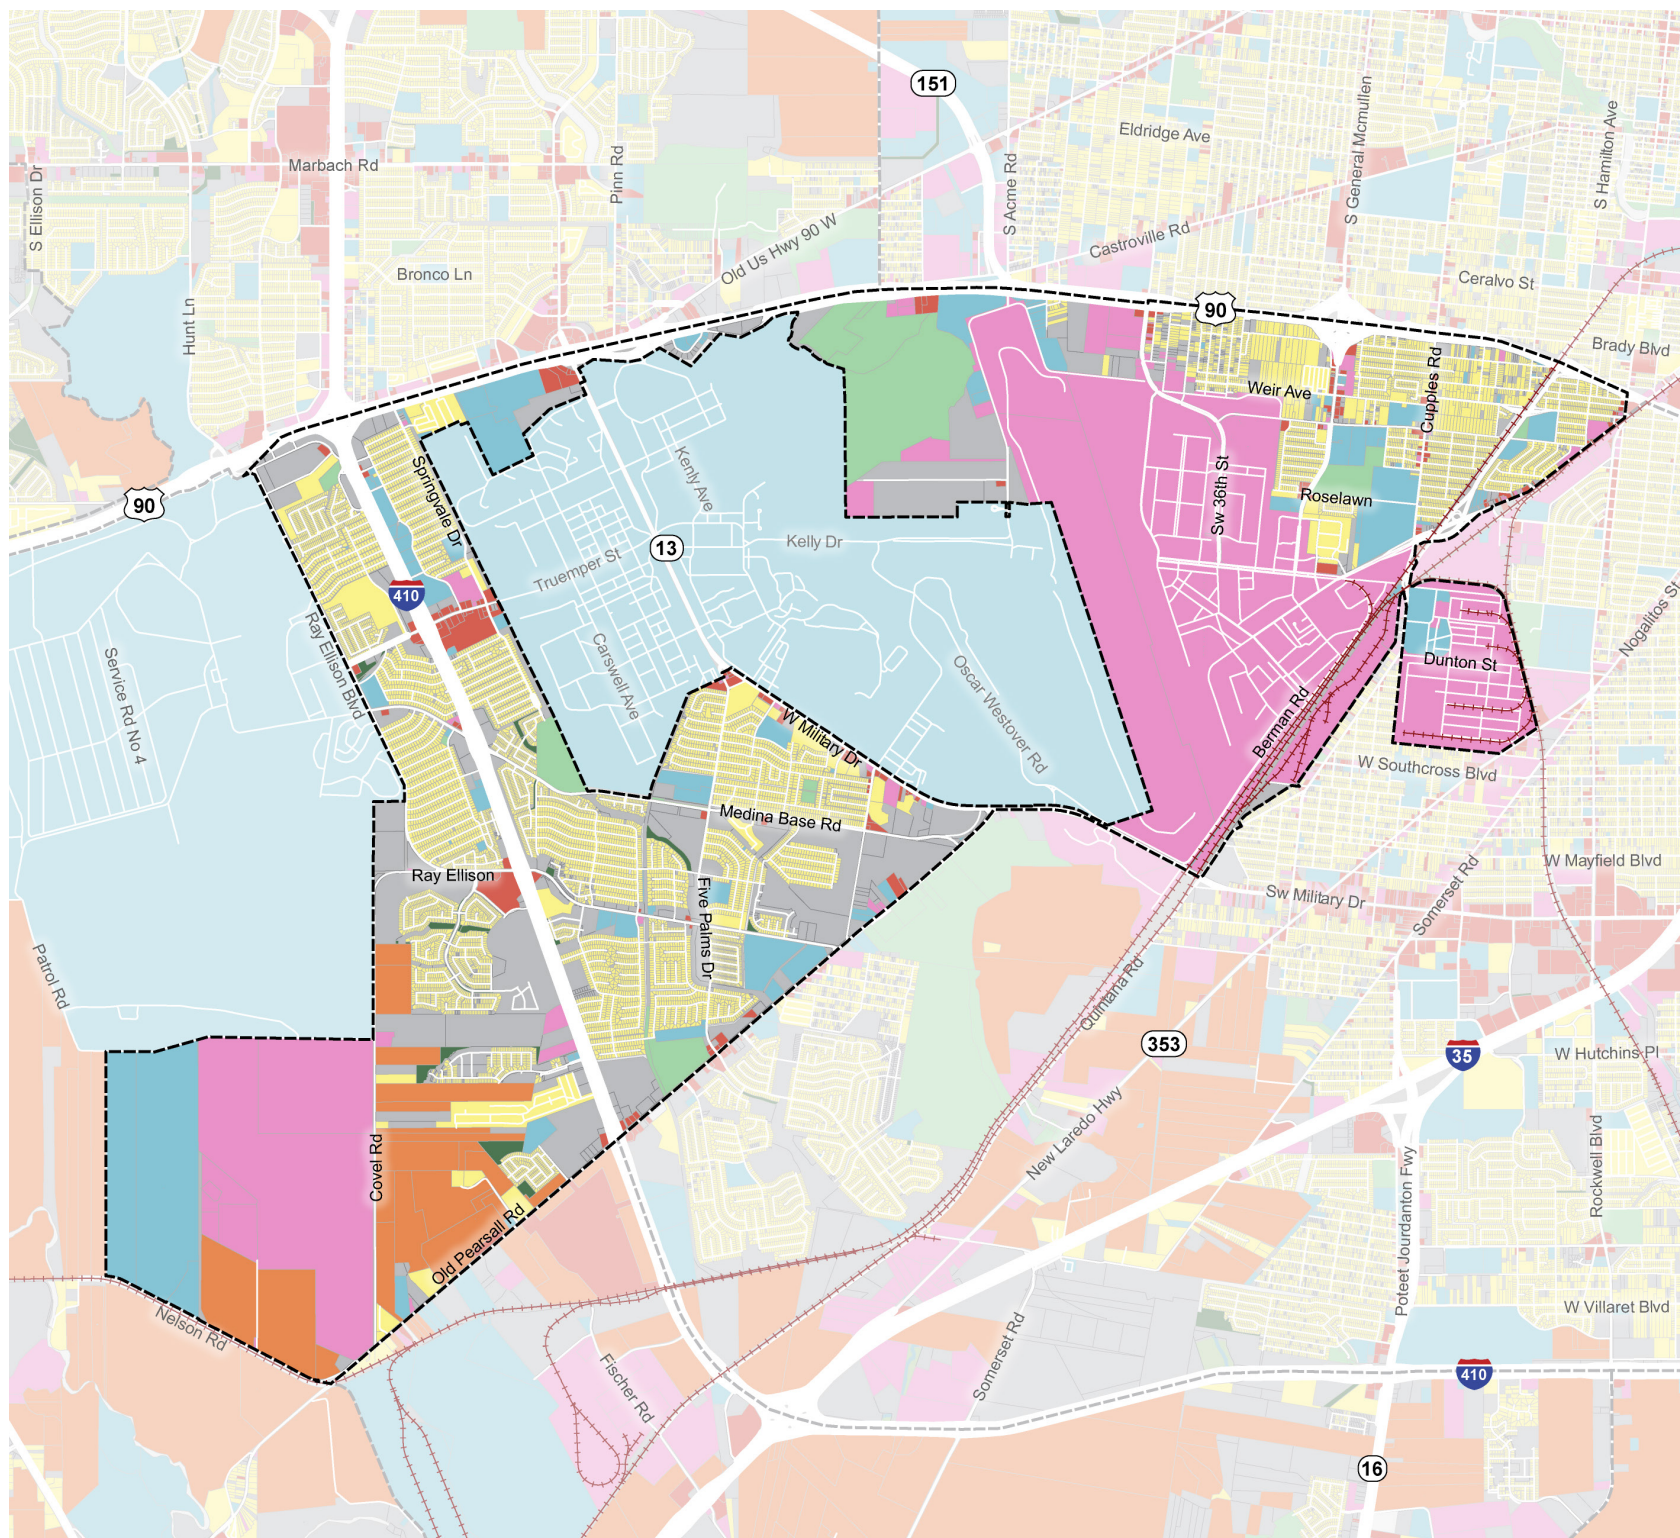 151
Eldridge Ave
S General Mcmullen
S Hamilton Ave
Marbach Rd
Pinn Rd
S Ellison Dr
S Acme Rd
Old Us Hwy 90 W
Castroville Rd
Bronco Ln
Ceralvo St
Hunt Ln
90
Brady Blvd
Weir Ave
Cupples Rd
Springvale Dr
Kenly Ave
Sw 36th St
Roselawn
90
13
Kelly Dr
Truemper St
410
Nogalitos St
Ray Ellison Blvd
Service Rd No 4
Carswell Ave
Oscar Westover Rd
Dunton St
Berman Rd
W Military Dr
W Southcross Blvd
Medina Base Rd
W Mayfield Blvd
Ray Ellison
Five Palms Dr
Sw Military Dr
Somerset Rd
Patrol Rd
Quintana Rd
353
35
W Hutchins Pl
New Laredo Hwy
Covel Rd
Rockwell Blvd
Poteet Jourdanton Fwy
Old Pearsall Rd
W Villaret Blvd
Nelson Rd
Somerset Rd
Fischer Rd
410
16